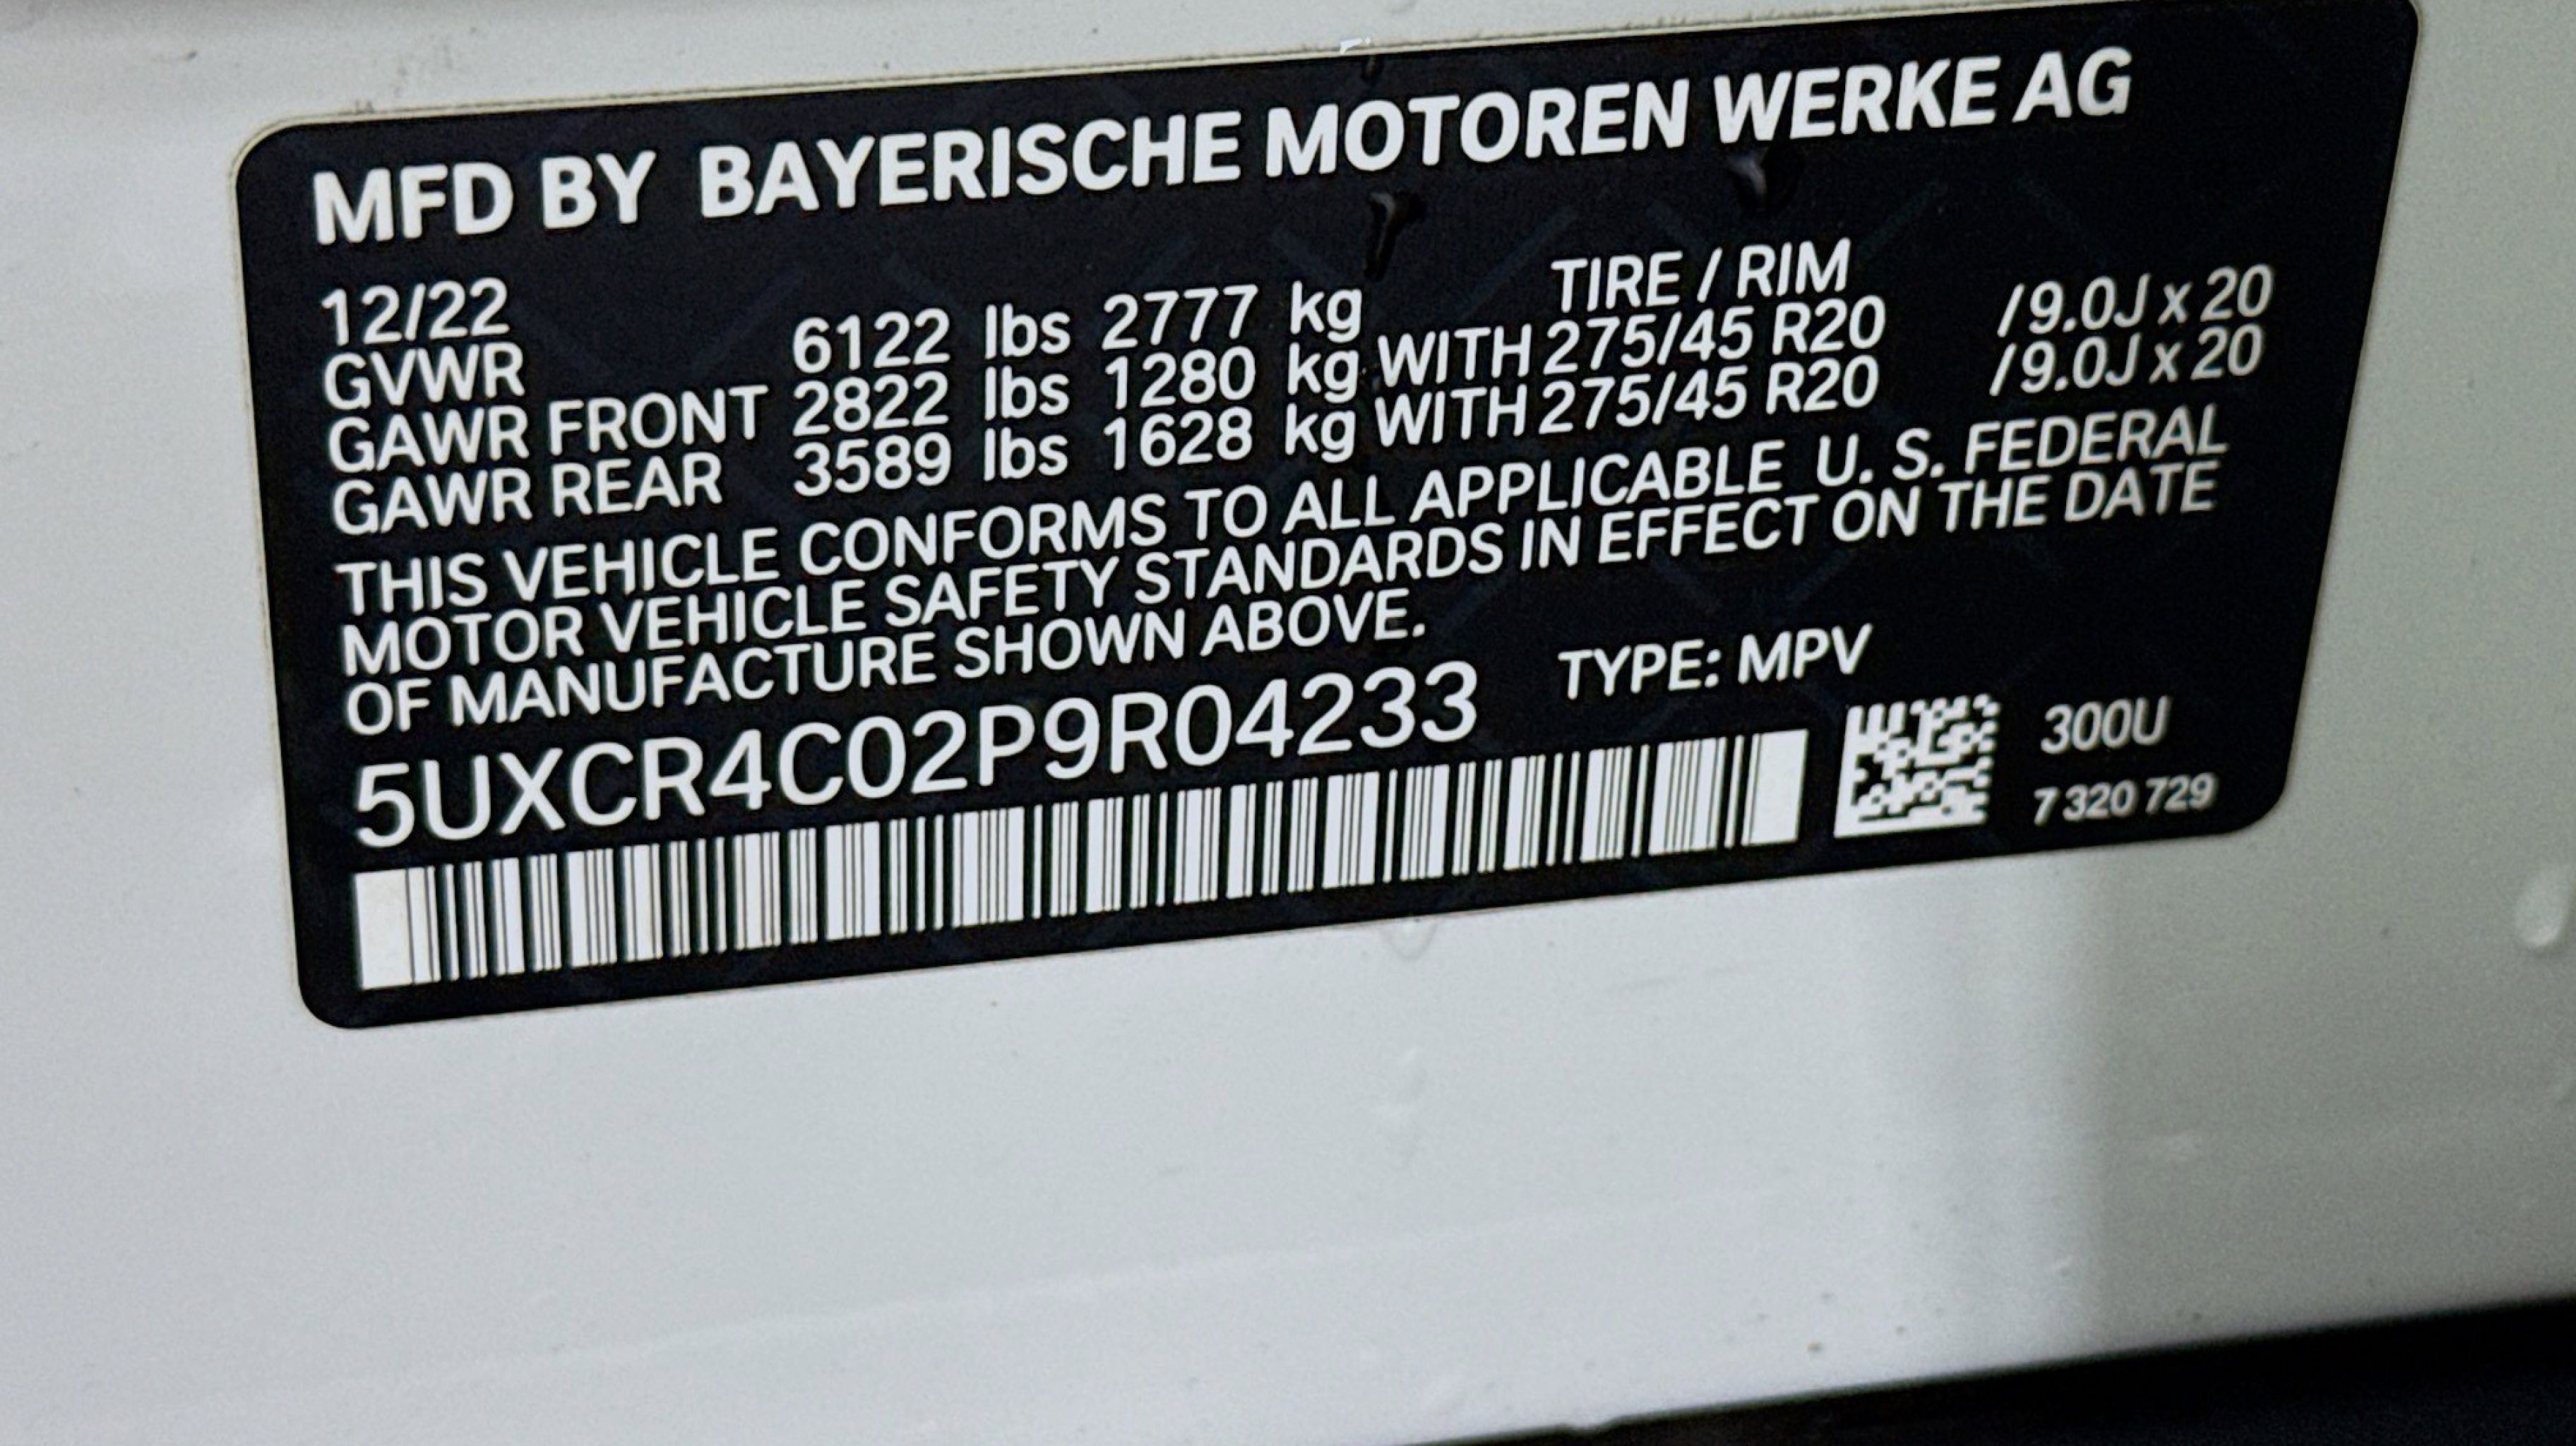 MFD BY BAYERISCHE MOTOREN WERKE AG
12/22 TIRE / RIM
GVWR 6122 lbs 2777 kg
GAWR FRONT 2822 lbs 1280 kg WITH 275/45 R20 /9.0J x 20
GAWR REAR 3589 lbs 1628 kg WITH 275/45 R20 /9.0J x 20
THIS VEHICLE CONFORMS TO ALL APPLICABLE U. S. FEDERAL
MOTOR VEHICLE SAFETY STANDARDS IN EFFECT ON THE DATE
OF MANUFACTURE SHOWN ABOVE.
5UXCR4C02P9R04233 TYPE: MPV
300U
7 320 729